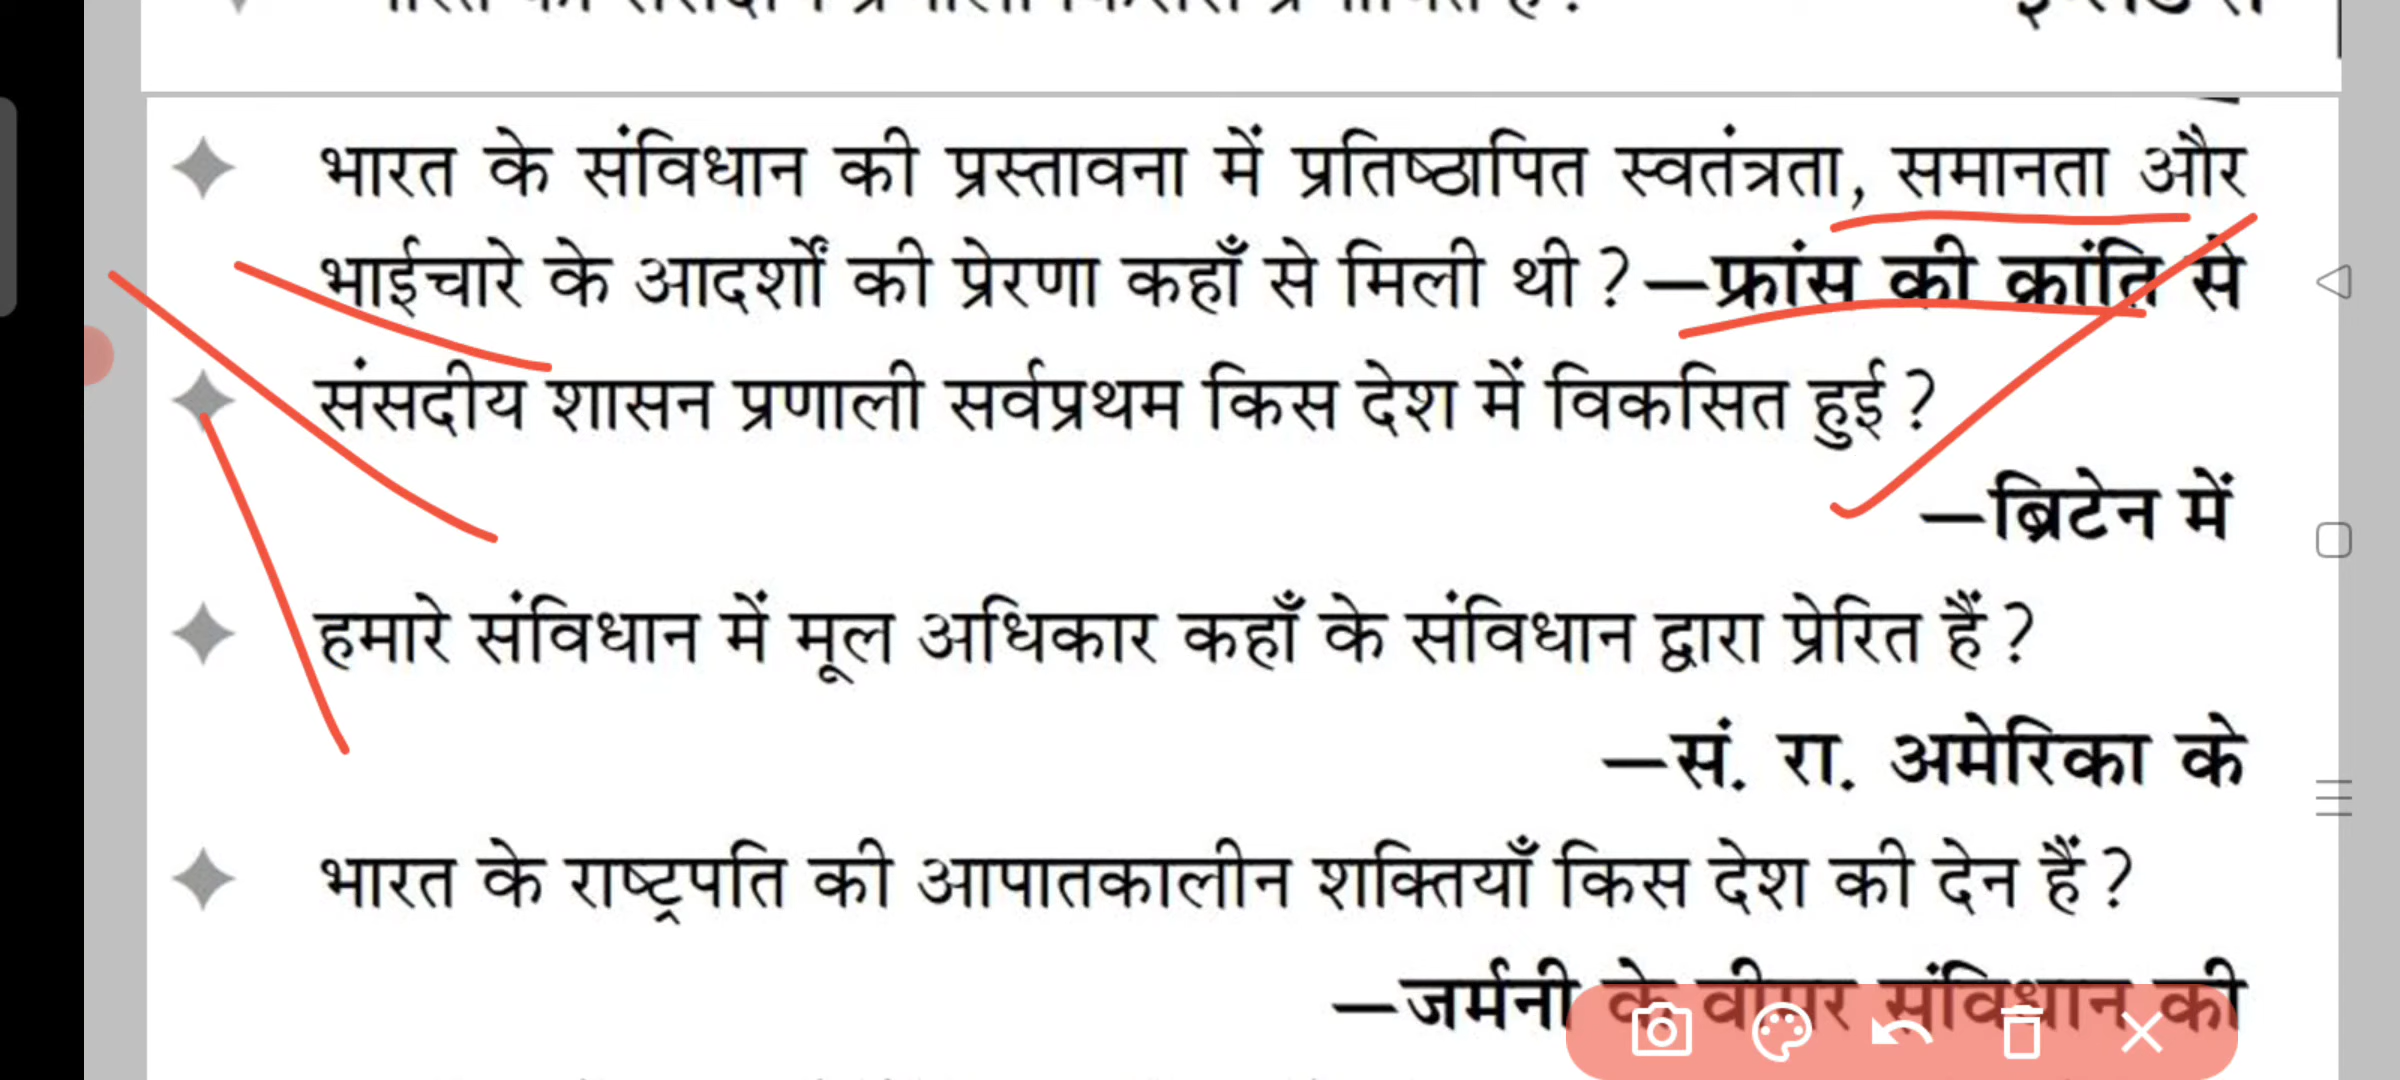 भारत के संविधान की प्रस्तावना में प्रतिष्ठापित स्वतंत्रता, समानता और
भाईचारे के आदर्शों की प्रेरणा कहाँ से मिली थी ?—फ्रांस की क्रांति से
संसदीय शासन प्रणाली सर्वप्रथम किस देश में विकसित हुई ?
—ब्रिटेन में
हमारे संविधान में मूल अधिकार कहाँ के संविधान द्वारा प्रेरित हैं ?
—सं. रा. अमेरिका के
भारत के राष्ट्रपति की आपातकालीन शक्तियाँ किस देश की देन हैं ?
—जर्मनी के वीमर संविधान की